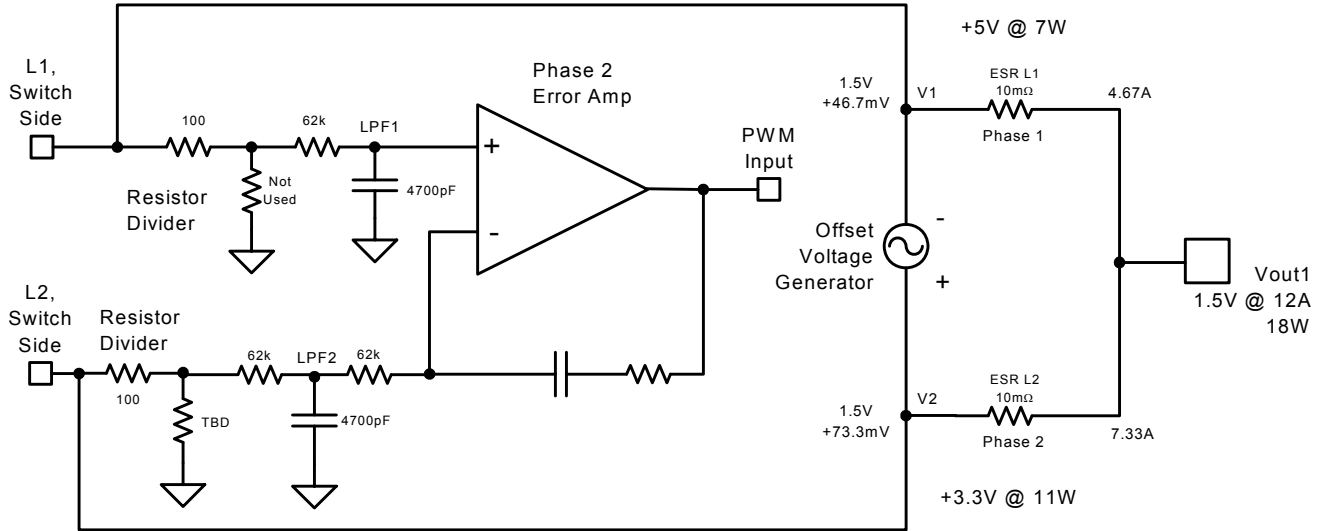 +5V @ 7W
L1,
Switch
Side
Phase 2
Error Amp
1.5V
+46.7mV
V1
ESR L1
10mΩ
Phase 1
4.67A
100
62k
LPF1
+
PWM
Input
Not
Used
4700pF
Resistor
Divider
-
Offset
Voltage
Generator
-
+
Vout1
1.5V @ 12A
18W
L2,
Switch
Side
Resistor
Divider
62k
LPF2
62k
100
TBD
4700pF
1.5V
+73.3mV
V2
ESR L2
10mΩ
Phase 2
7.33A
+3.3V @ 11W